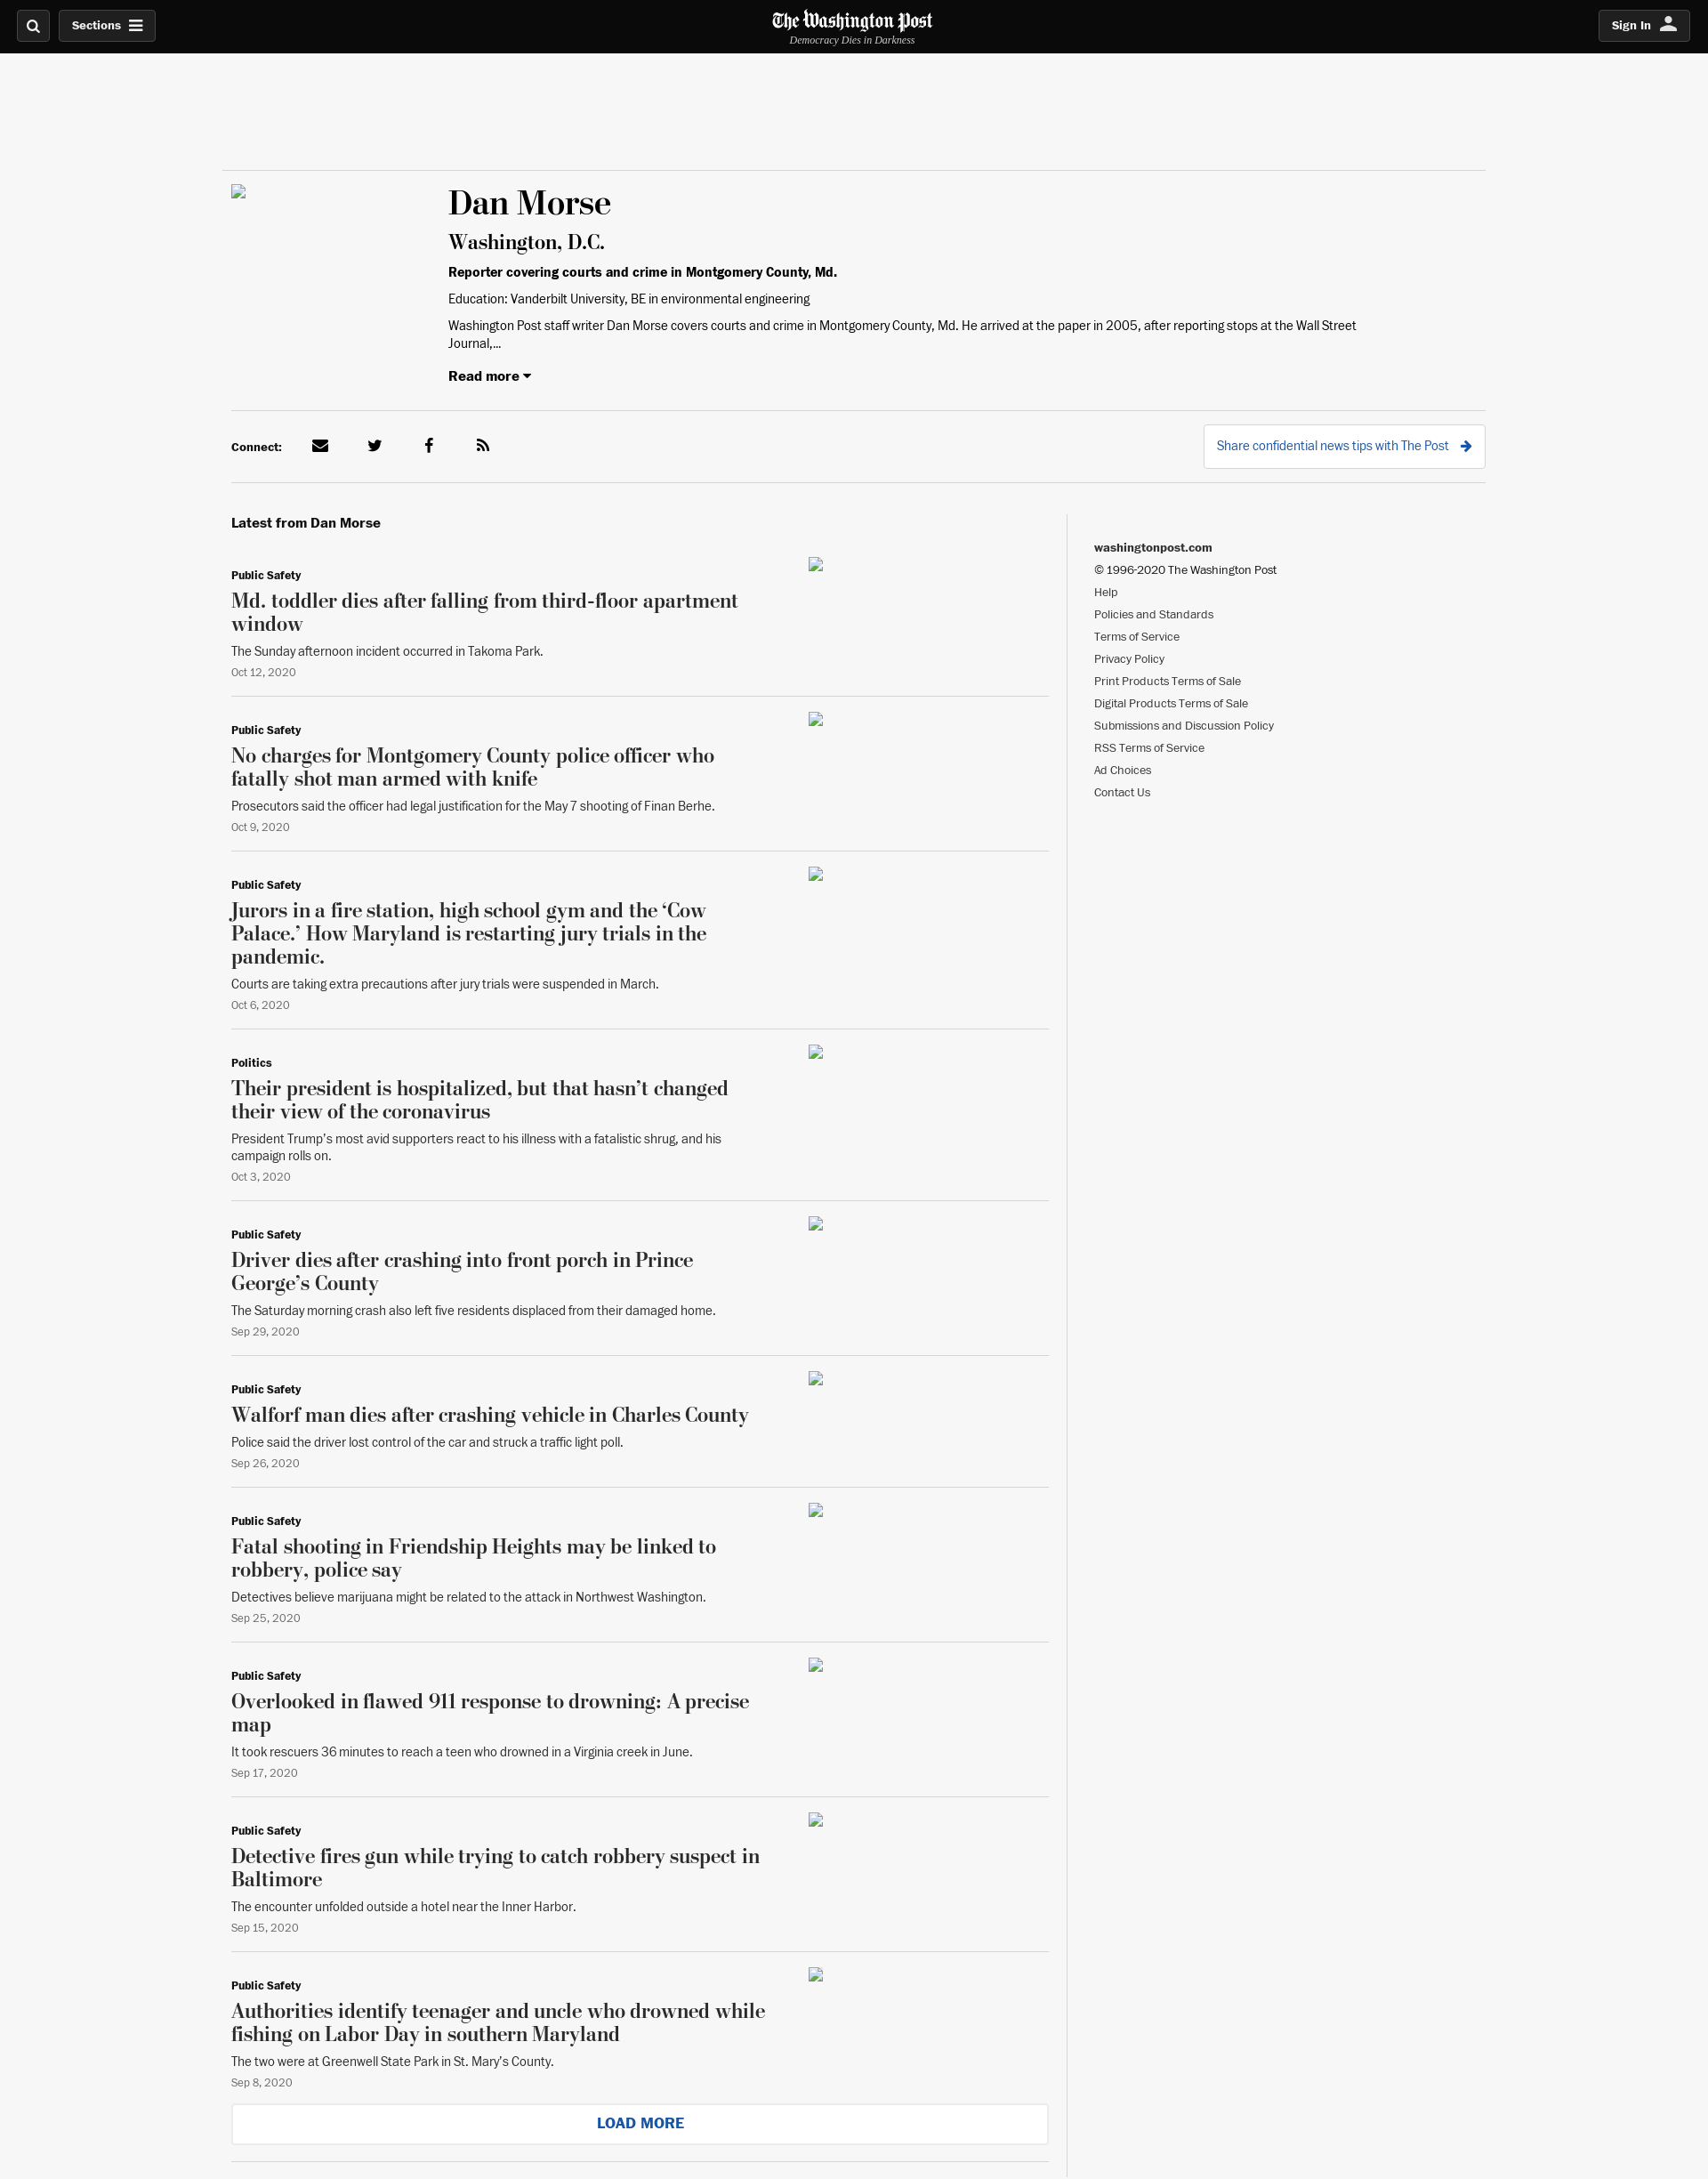 Sections
The Washington Post
Democracy Dies in Darkness
Sign In
Dan Morse
Washington, D.C.
Reporter covering courts and crime in Montgomery County, Md.
Education: Vanderbilt University, BE in environmental engineering
Washington Post staff writer Dan Morse covers courts and crime in Montgomery County, Md. He arrived at the paper in 2005, after reporting stops at the Wall Street
Journal,...
Read more
Connect:
Share confidential news tips with The Post
Latest from Dan Morse
Public Safety
Md. toddler dies after falling from third-floor apartment
window
The Sunday afternoon incident occurred in Takoma Park.
Oct 12, 2020
Public Safety
No charges for Montgomery County police officer who
fatally shot man armed with knife
Prosecutors said the officer had legal justification for the May 7 shooting of Finan Berhe.
Oct 9, 2020
Public Safety
Jurors in a fire station, high school gym and the ‘Cow
Palace.’ How Maryland is restarting jury trials in the
pandemic.
Courts are taking extra precautions after jury trials were suspended in March.
Oct 6, 2020
Politics
Their president is hospitalized, but that hasn’t changed
their view of the coronavirus
President Trump’s most avid supporters react to his illness with a fatalistic shrug, and his
campaign rolls on.
Oct 3, 2020
Public Safety
Driver dies after crashing into front porch in Prince
George’s County
The Saturday morning crash also left five residents displaced from their damaged home.
Sep 29, 2020
Public Safety
Walforf man dies after crashing vehicle in Charles County
Police said the driver lost control of the car and struck a traffic light poll.
Sep 26, 2020
Public Safety
Fatal shooting in Friendship Heights may be linked to
robbery, police say
Detectives believe marijuana might be related to the attack in Northwest Washington.
Sep 25, 2020
Public Safety
Overlooked in flawed 911 response to drowning: A precise
map
It took rescuers 36 minutes to reach a teen who drowned in a Virginia creek in June.
Sep 17, 2020
Public Safety
Detective fires gun while trying to catch robbery suspect in
Baltimore
The encounter unfolded outside a hotel near the Inner Harbor.
Sep 15, 2020
Public Safety
Authorities identify teenager and uncle who drowned while
fishing on Labor Day in southern Maryland
The two were at Greenwell State Park in St. Mary’s County.
Sep 8, 2020
LOAD MORE
washingtonpost.com
© 1996-2020 The Washington Post
Help
Policies and Standards
Terms of Service
Privacy Policy
Print Products Terms of Sale
Digital Products Terms of Sale
Submissions and Discussion Policy
RSS Terms of Service
Ad Choices
Contact Us